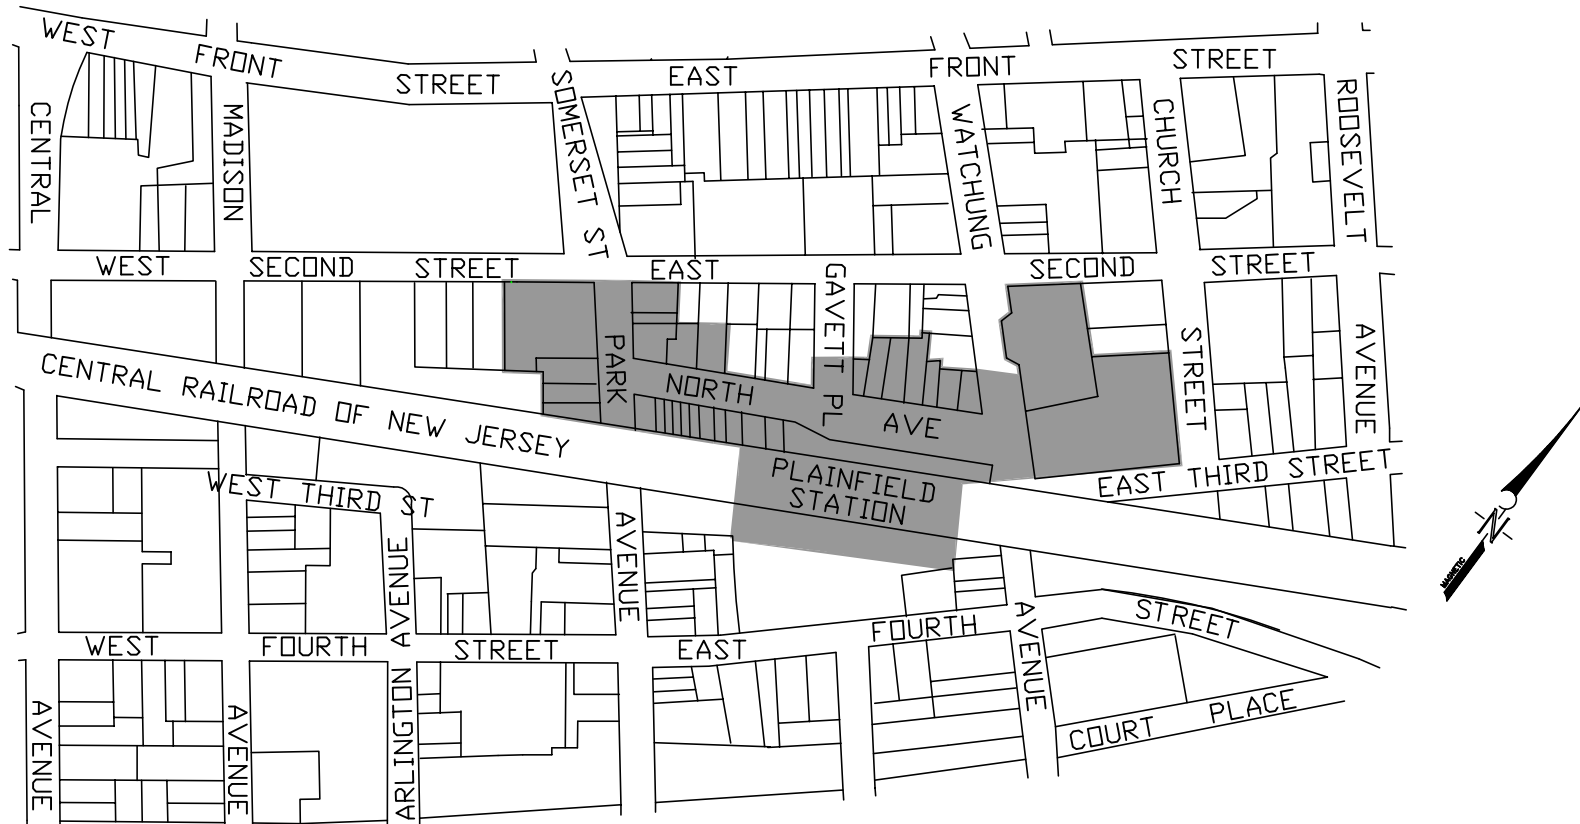 WEST
FRONT
STREET
EAST
FRONT
STREET
CENTRAL
MADISON
SOMERSET ST
WATCHUNG
CHURCH
ROOSEVELT
WEST
SECOND
STREET
EAST
SECOND
STREET
GAVETT PL
PARK
NORTH
AVE
STREET
AVENUE
CENTRAL RAILROAD OF NEW JERSEY
PLAINFIELD
STATION
EAST THIRD STREET
WEST THIRD ST
AVENUE
ARLINGTON AVENUE
WEST
FOURTH
STREET
EAST
FOURTH
STREET
AVENUE
AVENUE
AVENUE
COURT PLACE
N
MAGNETIC